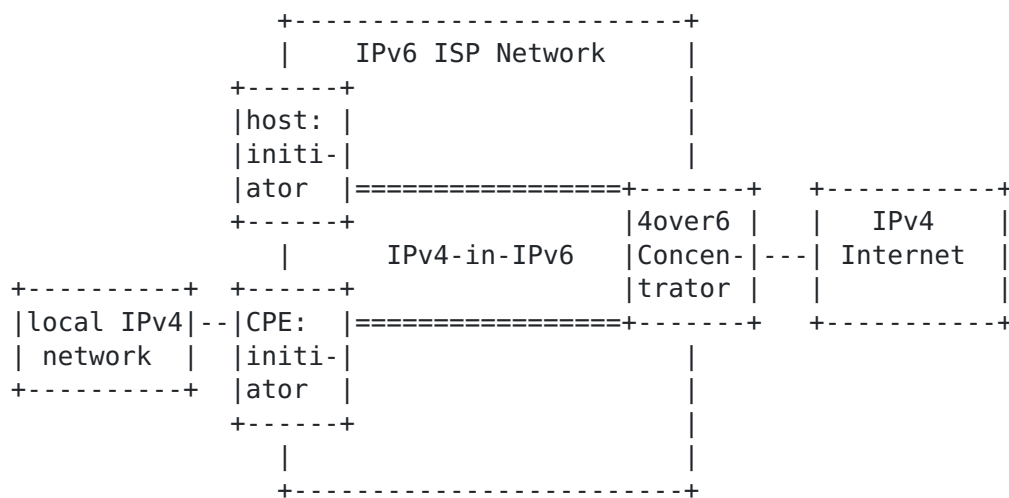 +-------------------------+
                 |    IPv6 ISP Network     |
              +------+                     |
              |host: |                     |
              |initi-|                     |
              |ator  |=================+-------+   +-----------+
              +------+                 |4over6 |   |   IPv4    |
                 |      IPv4-in-IPv6   |Concen-|---| Internet  |
+----------+  +------+                 |trator |   |           |
|local IPv4|--|CPE:  |=================+-------+   +-----------+
| network  |  |initi-|                     |
+----------+  |ator  |                     |
              +------+                     |
                 |                         |
                 +-------------------------+